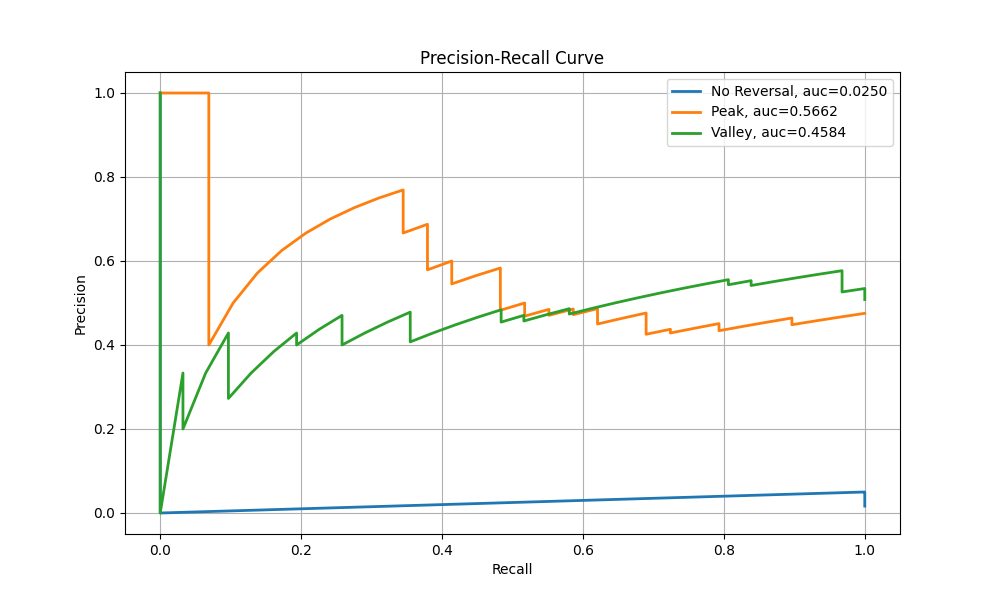 Precision-Recall Curve
No Reversal, auc=0.0250
Peak, auc=0.5662
Valley, auc=0.4584
Precision
1.0
0.8
0.6
0.4
0.2
0.0
0.0 0.2 0.4 0.6 0.8 1.0
Recall